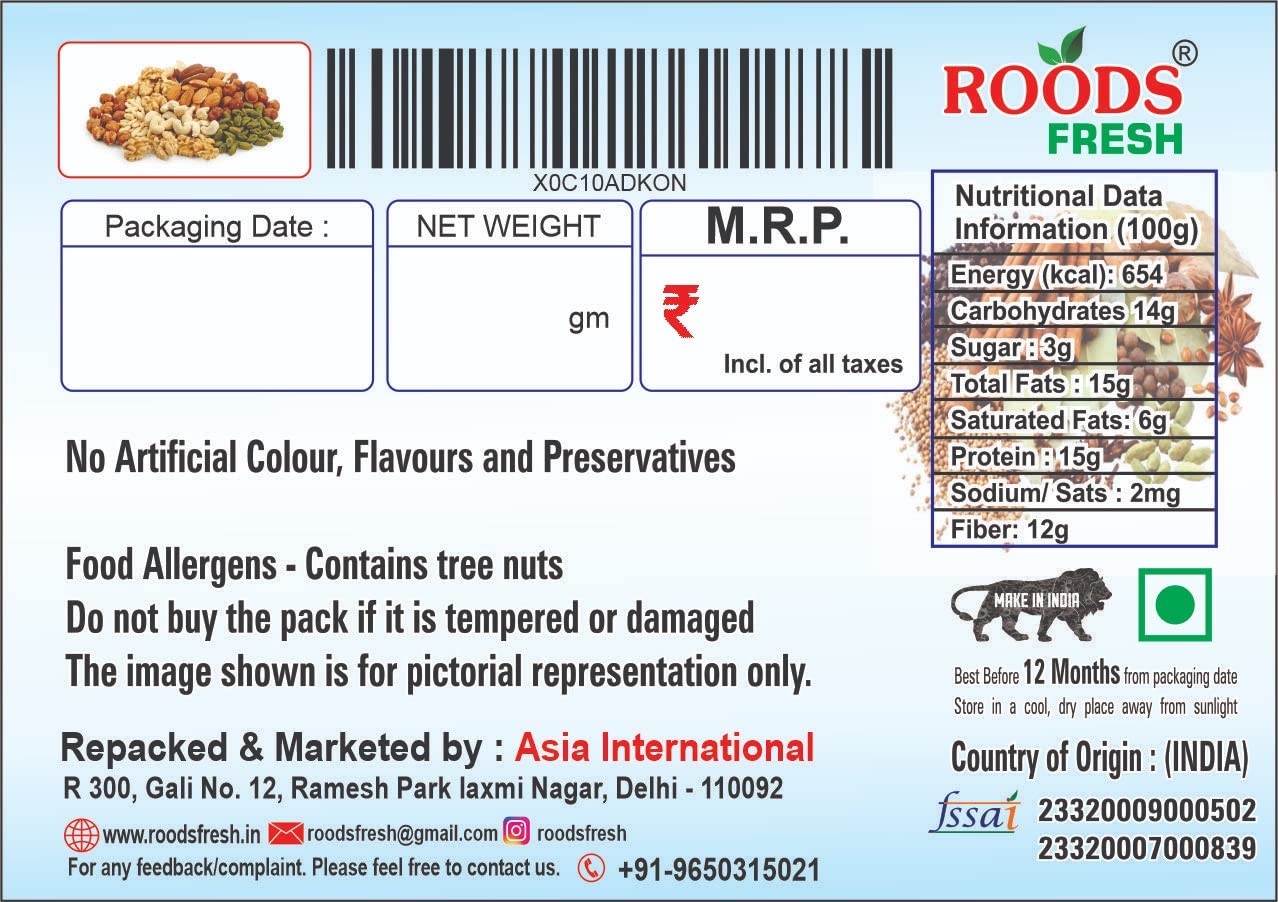 ROODS®
FRESH
X0C10ADKON
Packaging Date :
NET WEIGHT
gm
M.R.P.
₹
Incl. of all taxes
Nutritional Data
Information (100g)
Energy (kcal): 654
Carbohydrates 14g
Sugar : 3g
Total Fats : 15g
Saturated Fats: 6g
Protein : 15g
Sodium/ Sats : 2mg
Fiber: 12g
No Artificial Colour, Flavours and Preservatives
Food Allergens - Contains tree nuts
Do not buy the pack if it is tempered or damaged
The image shown is for pictorial representation only.
MAKE IN INDIA
Best Before 12 Months from packaging date
Store in a cool, dry place away from sunlight
Repacked & Marketed by : Asia International
R 300, Gali No. 12, Ramesh Park laxmi Nagar, Delhi - 110092
www.roodsfresh.in roodsfresh@gmail.com roodsfresh
For any feedback/complaint. Please feel free to contact us. +91-9650315021
Country of Origin : (INDIA)
fssai 23320009000502
23320007000839